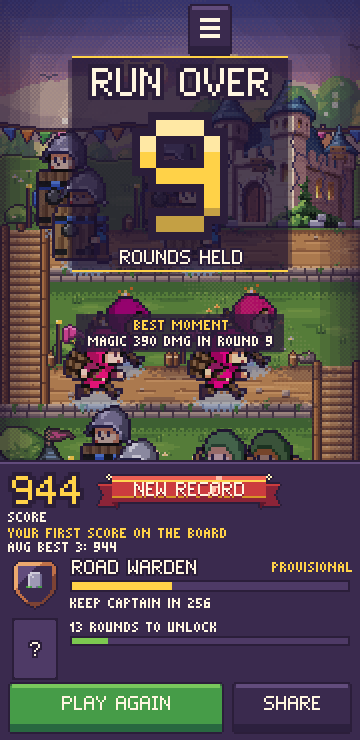 RUN OVER
9
ROUNDS HELD
BEST MOMENT
MAGIC 390 DMG IN ROUND 9
944
NEW RECORD
SCORE
YOUR FIRST SCORE ON THE BOARD
AVG BEST 3: 944
ROAD WARDEN
PROVISIONAL
KEEP CAPTAIN IN 256
13 ROUNDS TO UNLOCK
?
PLAY AGAIN
SHARE